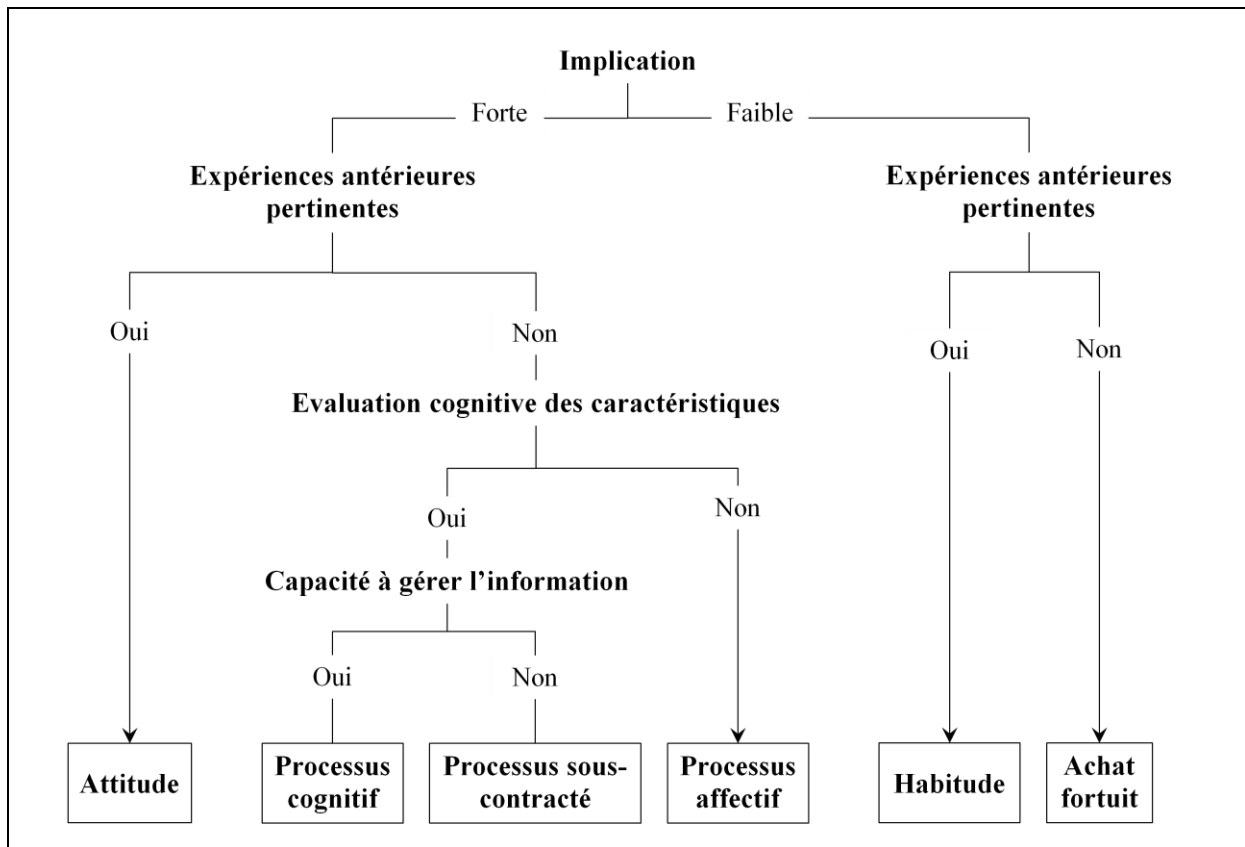 Implication
Forte
Faible
Expériences antérieures
pertinentes
Expériences antérieures
pertinentes
Oui
Non
Oui
Non
Evaluation cognitive des caractéristiques
Oui
Non
Capacité à gérer l’information
Oui
Non
Attitude
Processus
cognitif
Processus sous-
contracté
Processus
affectif
Habitude
Achat
fortuit